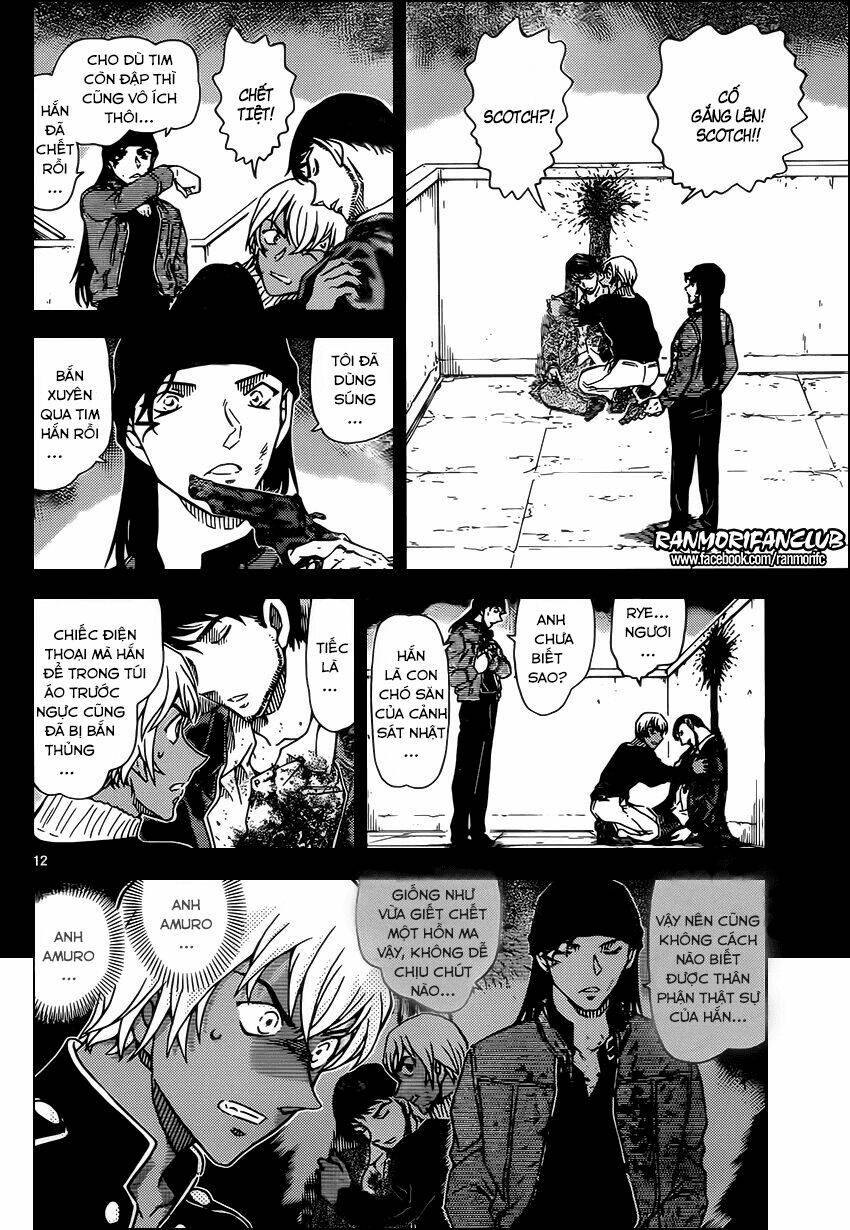 CỐ
GẮNG LÊN!
SCOTCH!!
SCOTCH?!
CHẾT
TIỆT!
CHO DÙ TIM
CÒN ĐẬP THÌ
CŨNG VÔ ÍCH
THÔI...
HẮN
ĐÃ
CHẾT
RỒI
...
TÔI ĐÃ
DÙNG
SÚNG
...
BẮN
XUYÊN
QUA TIM
HẮN RỒI
RANMORIFANCLUB
www.facebook.com/ranmorifc
RYE...
NGƯƠI
...
ANH
CHƯA
BIẾT
SAO?
HẮN
LÀ CON
CHÓ SĂN
CỦA CẢNH
SÁT NHẬT
...
TIẾC
LÀ
...
CHIẾC ĐIỆN
THOẠI MÀ HẮN
ĐỂ TRONG TÚI
ÁO TRƯỚC
NGỰC CŨNG
ĐÃ BỊ BẮN
THỦNG
...
12
VẬY NÊN CŨNG
KHÔNG CÁCH
NÀO BIẾT
ĐƯỢC THÂN
PHẬN THẬT SỰ
CỦA HẮN...
GIỐNG NHƯ
VỪA GIẾT CHẾT
MỘT HỒN MA
VẬY, KHÔNG DỄ
CHỊU CHÚT
NÀO...
ANH
AMURO
...
ANH
AMURO
...